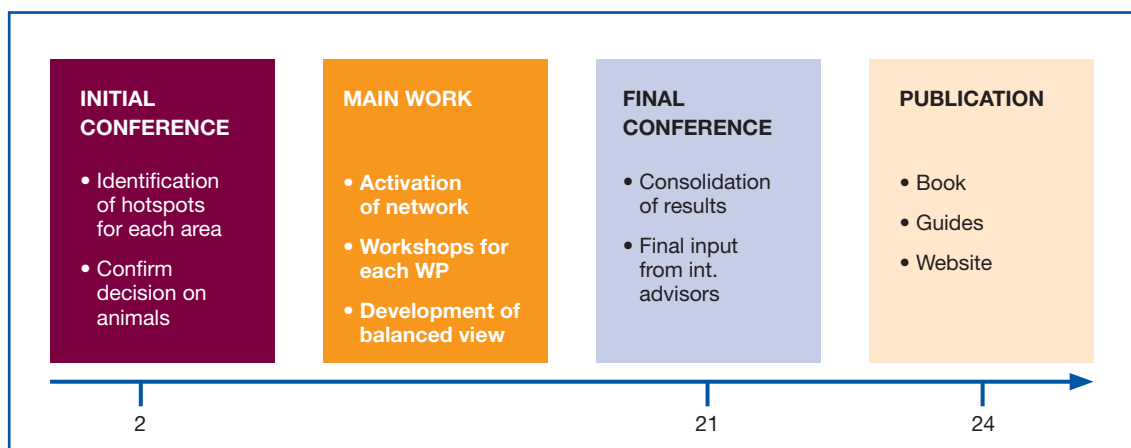 INITIAL
CONFERENCE
• Identification
of hotspots
for each area
• Confirm
decision on
animals
MAIN WORK
• Activation
of network
• Workshops for
each WP
• Development of
balanced view
FINAL
CONFERENCE
• Consolidation
of results
• Final input
from int.
advisors
PUBLICATION
• Book
• Guides
• Website
2
21
24